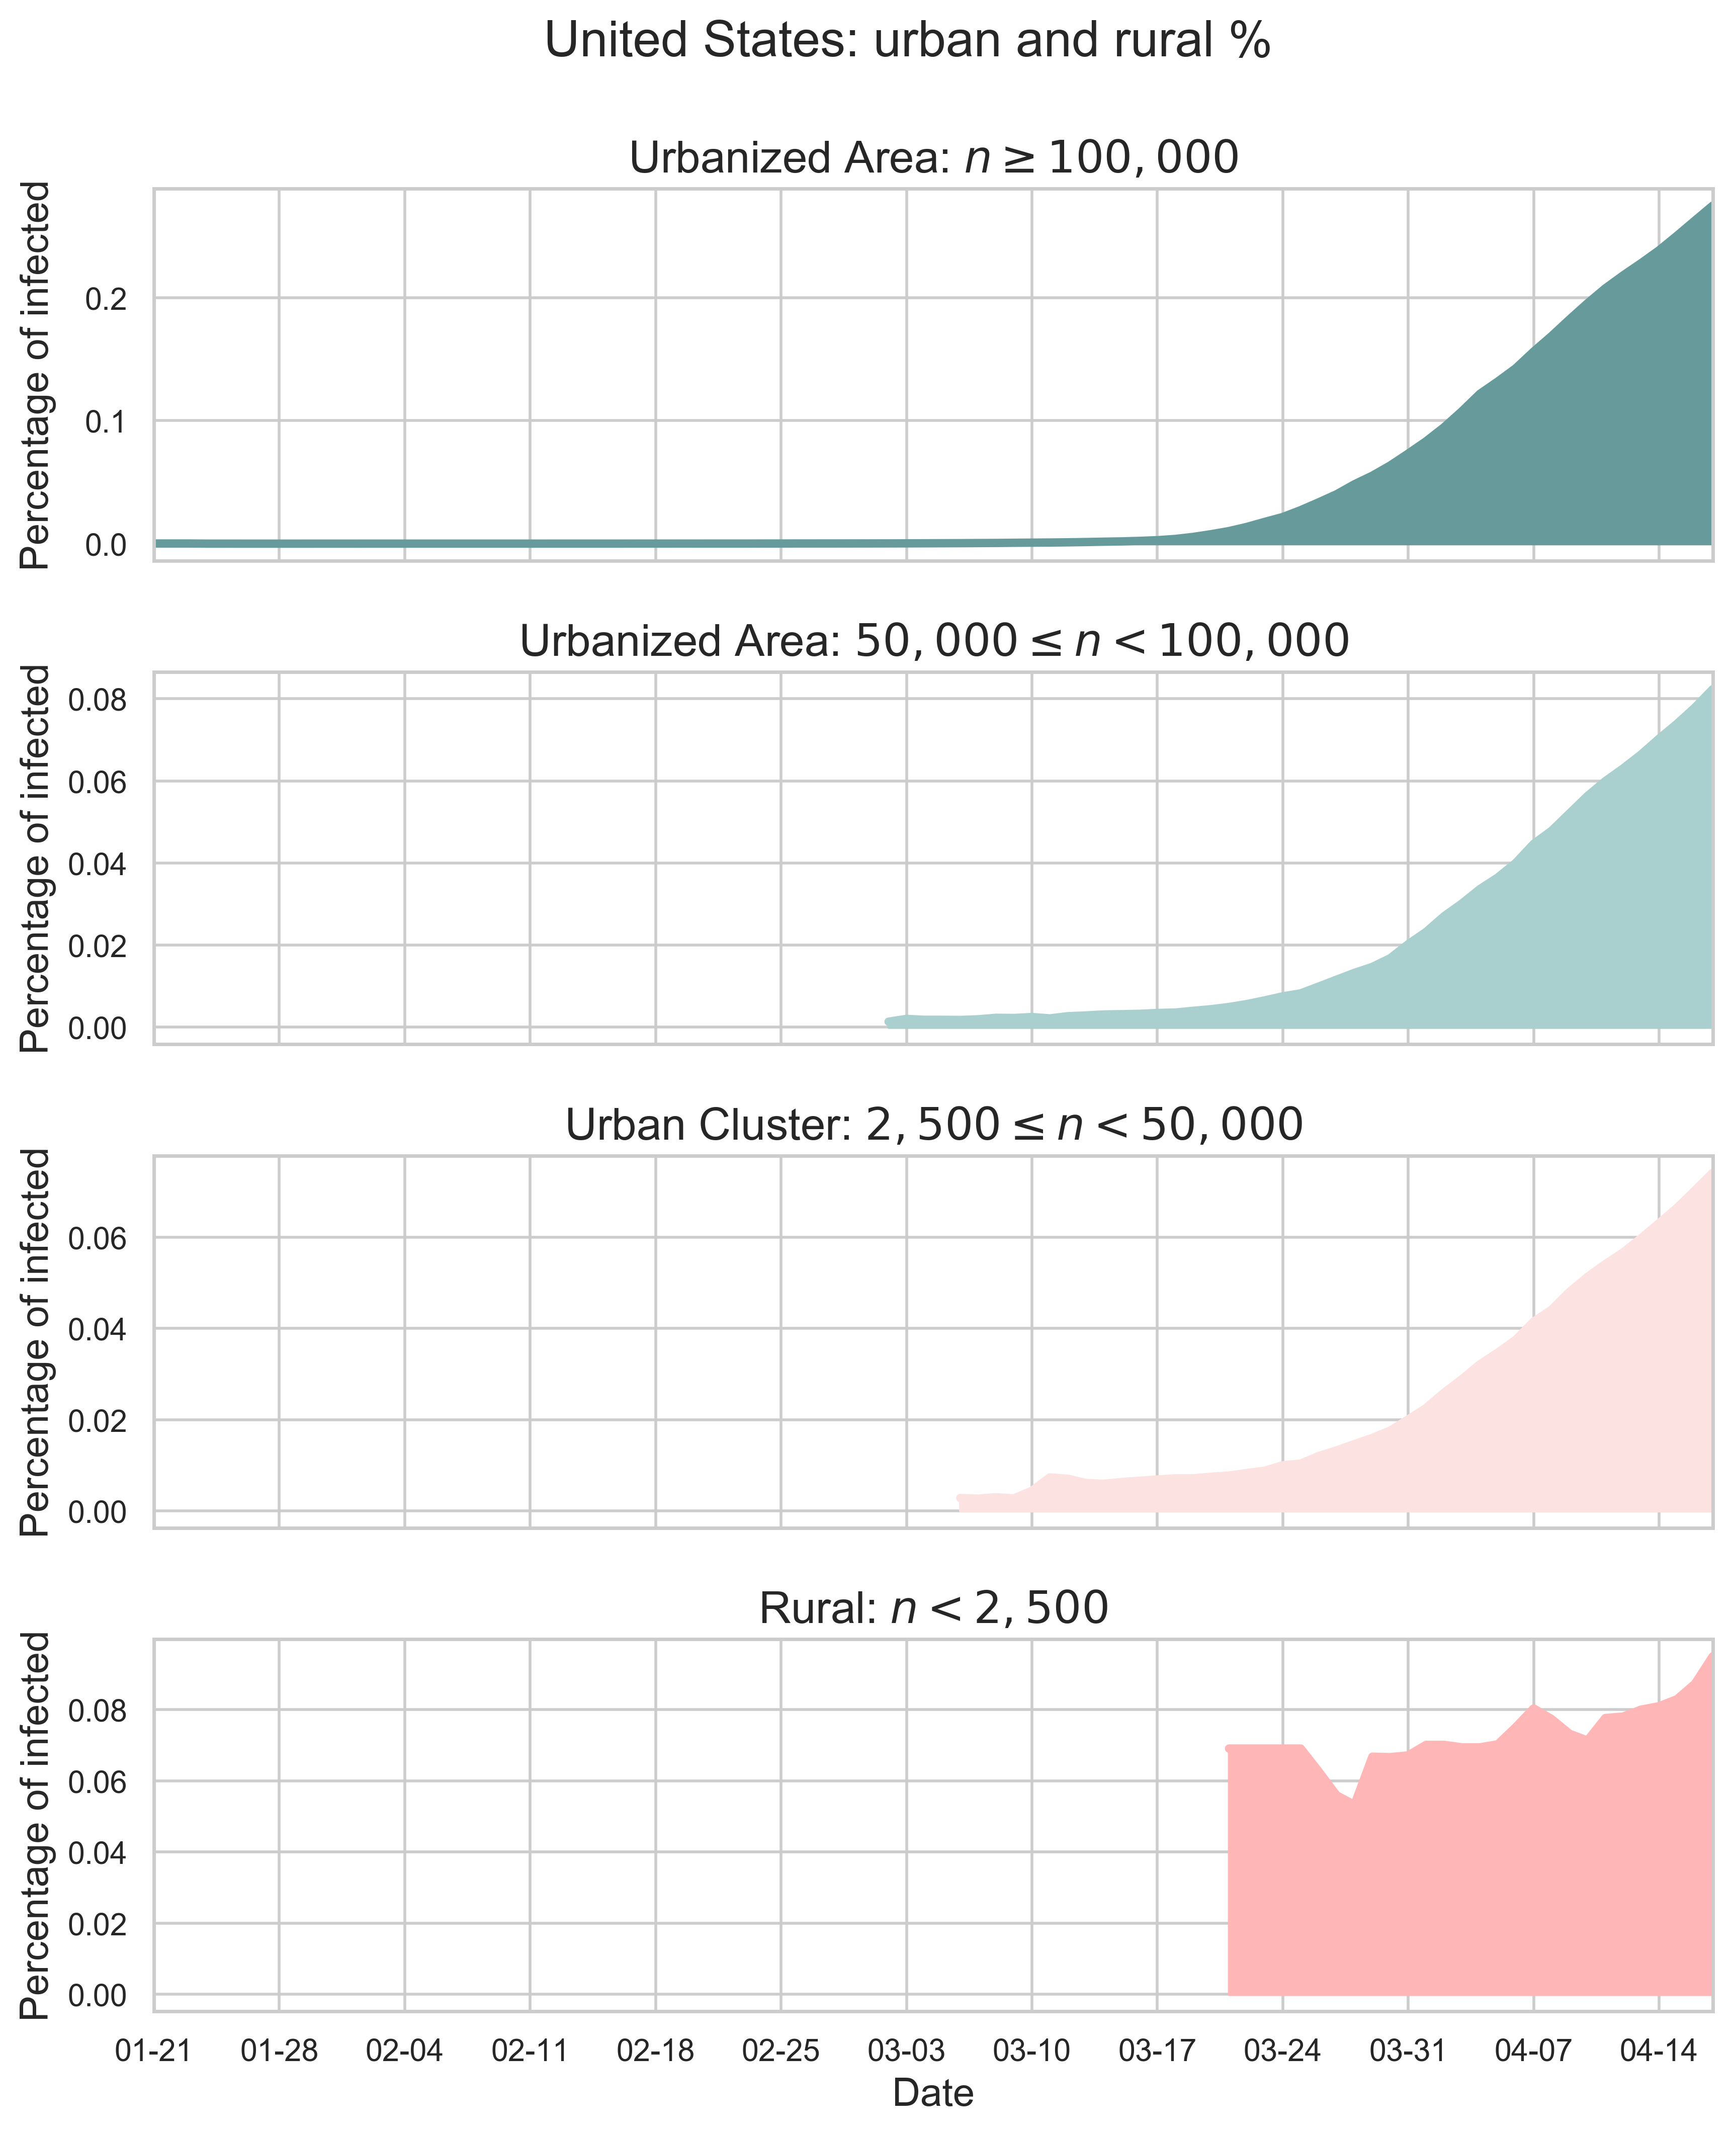 United States: urban and rural %
Urbanized Area: n ≥ 100, 000
Percentage of infected
0.2
0.1
0.0
Urbanized Area: 50, 000 ≤ n < 100, 000
Percentage of infected
0.08
0.06
0.04
0.02
0.00
Urban Cluster: 2, 500 ≤ n < 50, 000
Percentage of infected
0.06
0.04
0.02
0.00
Rural: n < 2, 500
Percentage of infected
0.08
0.06
0.04
0.02
0.00
01-21 01-28 02-04 02-11 02-18 02-25 03-03 03-10 03-17 03-24 03-31 04-07 04-14
Date